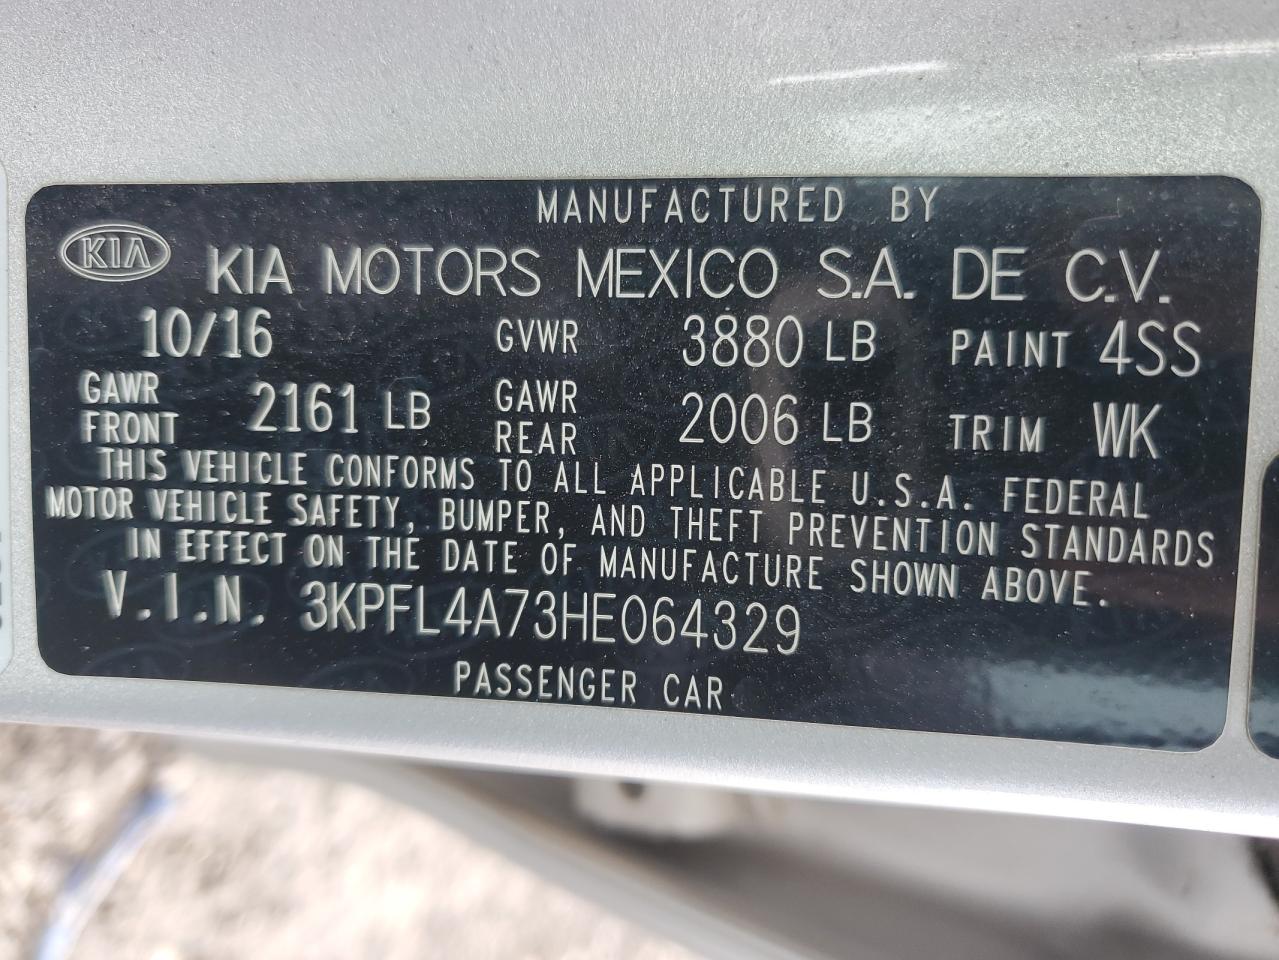 MANUFACTURED BY
KIA
KIA MOTORS MEXICO S.A. DE C.V.
10/16 GVWR 3880 LB PAINT 4SS
GAWR FRONT 2161 LB GAWR REAR 2006 LB TRIM WK
THIS VEHICLE CONFORMS TO ALL APPLICABLE U.S.A. FEDERAL
MOTOR VEHICLE SAFETY, BUMPER, AND THEFT PREVENTION STANDARDS
IN EFFECT ON THE DATE OF MANUFACTURE SHOWN ABOVE.
V.I.N. 3KPFL4A73HE064329
PASSENGER CAR